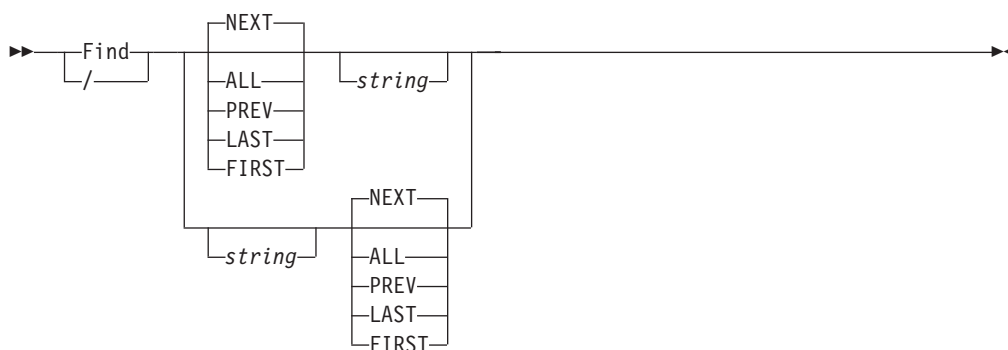 NEXT
Find
/
ALL
string
PREV
LAST
FIRST
NEXT
string
ALL
PREV
LAST
FIRST